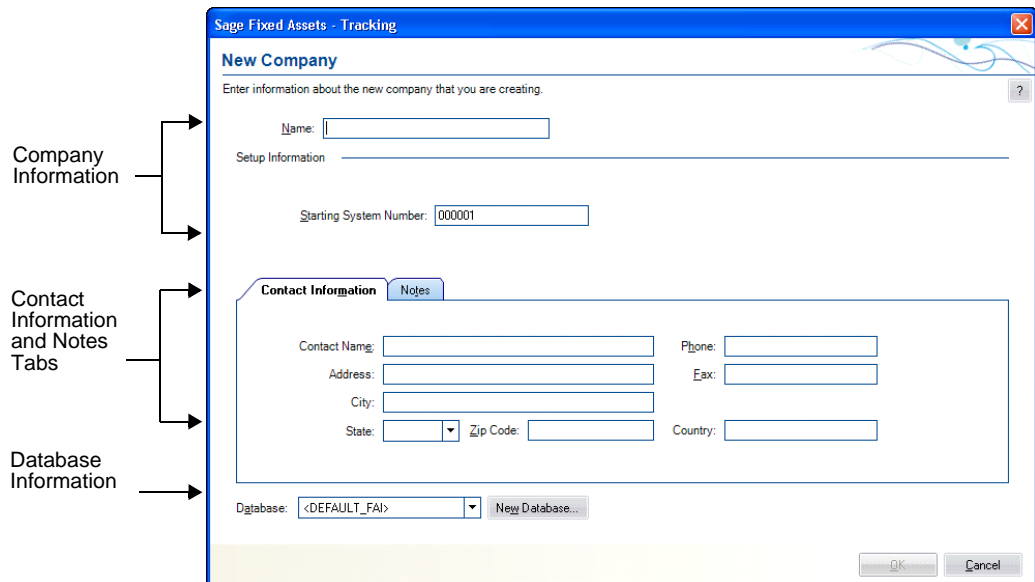 Sage Fixed Assets - Tracking
New Company
Enter information about the new company that you are creating.
?
Name:
Setup Information
Company
Information
Starting System Number: 000001
Contact Information Notes
Contact
Information
and Notes
Tabs
Contact Name: Phone:
Address: Fax:
City:
State: Zip Code: Country:
Database
Information
Database: <DEFAULT_FAI> New Database...
OK Cancel